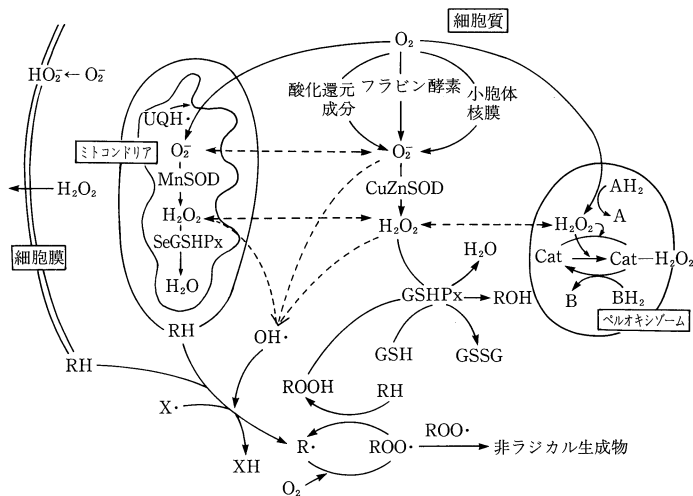 細胞質
O₂
HO₂⁻← O₂⁻
酸化還元
成分
フラビン酵素
小胞体
核膜
UQH·
ミトコンドリア
O₂⁻
O₂⁻
MnSOD
CuZnSOD
AH₂
A
H₂O₂
H₂O₂
H₂O₂
H₂O₂
SeGSHPx
H₂O
H₂O
Cat
Cat—H₂O₂
細胞膜
B
BH₂
GSHPx
ROH
ペルオキシゾーム
RH
OH·
GSH
GSSG
RH
ROOH
RH
X·
XH
R·
ROO·
ROO·
非ラジカル生成物
O₂